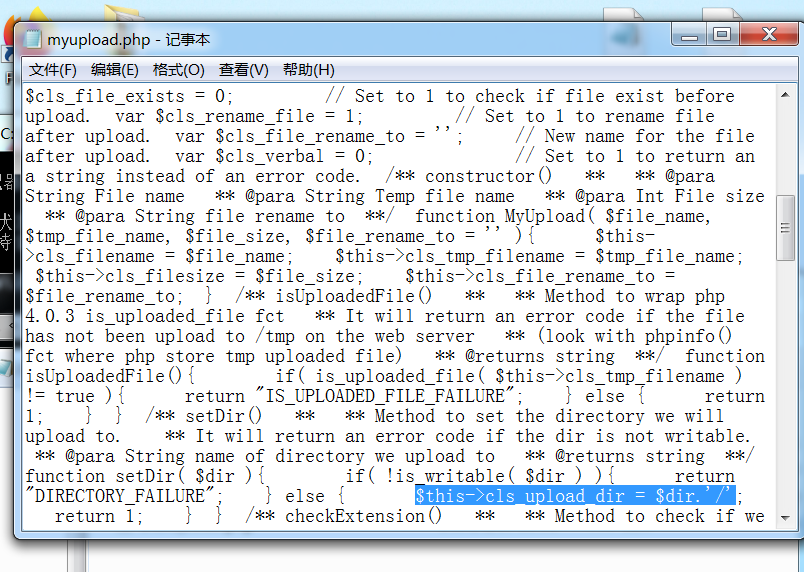 myupload.php - 记事本
文件(F) 编辑(E) 格式(O) 查看(V) 帮助(H)
$cls_file_exists = 0;         // Set to 1 to check if file exist before
upload.  var $cls_rename_file = 1;         // Set to 1 to rename file
after upload.  var $cls_file_rename_to = '';     // New name for the file
after upload.  var $cls_verbal = 0;              // Set to 1 to return an
a string instead of an error code.  /** constructor()   **   ** @para
String File name   ** @para String Temp file name   ** @para Int File size
 ** @para String file rename to  **/  function MyUpload( $file_name,
$tmp_file_name, $file_size, $file_rename_to = '' ){      $this-
>cls_filename = $file_name;    $this->cls_tmp_filename = $tmp_file_name;
 $this->cls_filesize = $file_size;    $this->cls_file_rename_to =
$file_rename_to;  }  /** isUploadedFile()   **   ** Method to wrap php
4.0.3 is_uploaded_file fct   ** It will return an error code if the file
has not been upload to /tmp on the web server   ** (look with phpinfo()
fct where php store tmp uploaded file)   ** @returns string  **/  function
isUploadedFile(){        if( is_uploaded_file( $this->cls_tmp_filename )
!= true ){      return "IS_UPLOADED_FILE_FAILURE";    } else {      return
1;    }  }  /** setDir()   **   ** Method to set the directory we will
upload to.    ** It will return an error code if the dir is not writable.
 ** @para String name of directory we upload to   ** @returns string  **/
function setDir( $dir ){        if( !is_writable( $dir ) ){      return
"DIRECTORY_FAILURE";    } else {       $this->cls_upload_dir = $dir.'/';
   return 1;    }  }  /** checkExtension()   **   ** Method to check if we